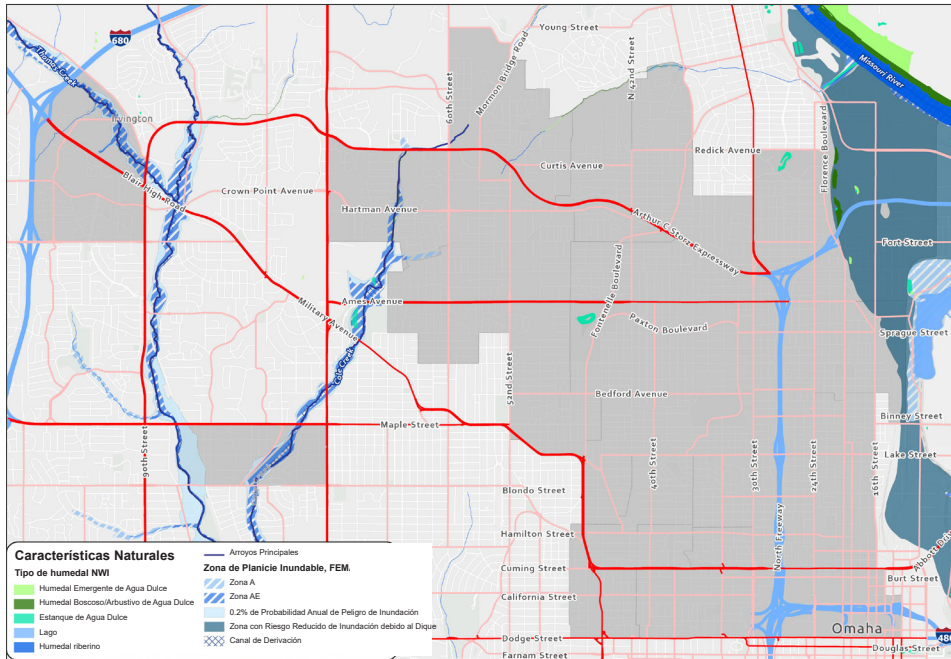 Young Street
680
Thomas Creek
Mormon Bridge Road
60th Street
N 42nd Street
Missouri River
Irvington
Redick Avenue
Curtis Avenue
Florence Boulevard
Blair High Road
Crown Point Avenue
Hartman Avenue
Arthur C Storz Expressway
Fort Street
Fontenelle Boulevard
Ames Avenue
Military Avenue
Paxton Boulevard
Sprague Street
Cole Creek
52nd Street
Bedford Avenue
Binney Street
Maple Street
90th Street
40th Street
30th Street
24th Street
16th Street
Lake Street
Blondo Street
Hamilton Street
North Freeway
Cuming Street
Abbott Driv
Burt Street
California Street
Omaha
Dodge Street
480
Douglas Street
Farnam Street
Características Naturales
Tipo de humedal NWI
Humedal Emergente de Agua Dulce
Humedal Boscoso/Arbustivo de Agua Dulce
Estanque de Agua Dulce
Lago
Humedal riberino
Arroyos Principales
Zona de Planicie Inundable, FEM.
Zona A
Zona AE
0.2% de Probabilidad Anual de Peligro de Inundación
Zona con Riesgo Reducido de Inundación debido al Dique
Canal de Derivación